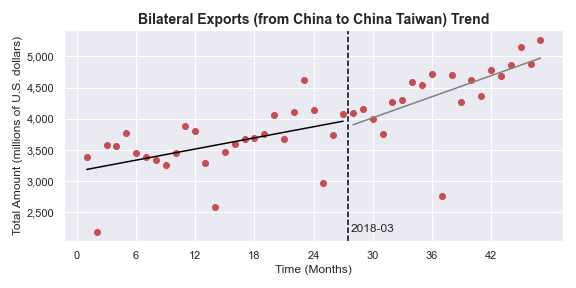 Bilateral Exports (from China to China Taiwan) Trend
Total Amount (millions of U.S. dollars)
5,000
4,500
4,000
3,500
3,000
2,500
2018-03
0 6 12 18 24 30 36 42
Time (Months)